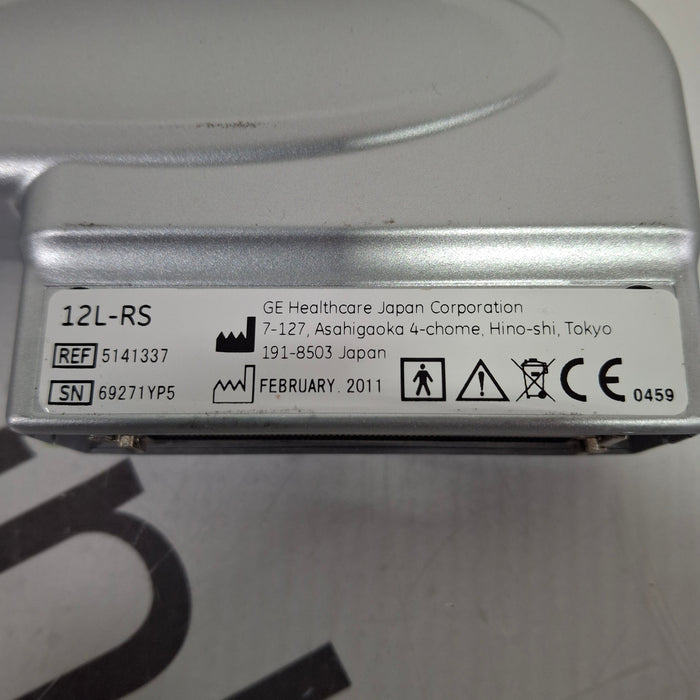 12L-RS
REF 5141337
SN 69271YP5
GE Healthcare Japan Corporation
7-127, Asahigaoka 4-chome, Hino-shi, Tokyo
191-8503 Japan
FEBRUARY. 2011
CE 0459